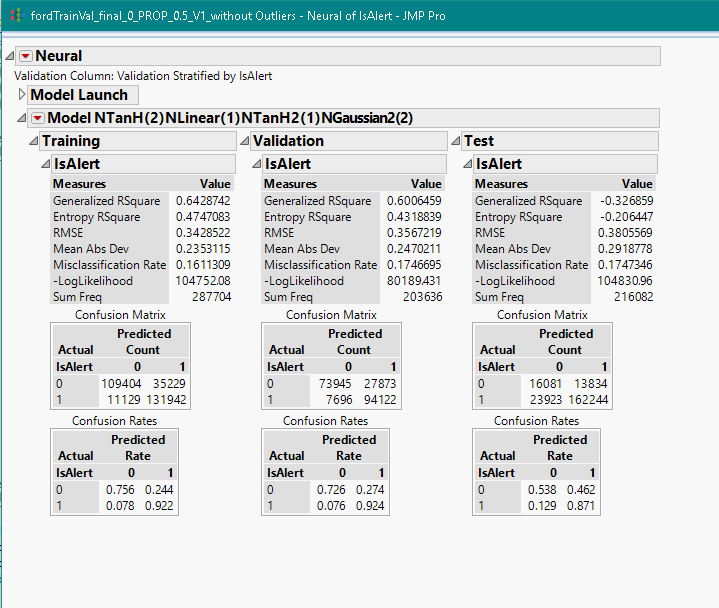 fordTrainVal_final_0_PROP_0.5_V1_without Outliers - Neural of IsAlert - JMP Pro
Neural
Validation Column: Validation Stratified by IsAlert
Model Launch
Model NTanH(2)NLinear(1)NTanH2(1)NGaussian2(2)
Training
IsAlert
Measures Value
Generalized RSquare 0.6428742
Entropy RSquare 0.4747083
RMSE 0.3428522
Mean Abs Dev 0.2353115
Misclassification Rate 0.1611309
-LogLikelihood 104752.08
Sum Freq 287704
Confusion Matrix
Predicted
Actual Count
IsAlert 0 1
0 109404 35229
1 11129 131942
Confusion Rates
Predicted
Actual Rate
IsAlert 0 1
0 0.756 0.244
1 0.078 0.922
Validation
IsAlert
Measures Value
Generalized RSquare 0.6006459
Entropy RSquare 0.4318839
RMSE 0.3567219
Mean Abs Dev 0.2470211
Misclassification Rate 0.1746695
-LogLikelihood 80189.431
Sum Freq 203636
Confusion Matrix
Predicted
Actual Count
IsAlert 0 1
0 73945 27873
1 7696 94122
Confusion Rates
Predicted
Actual Rate
IsAlert 0 1
0 0.726 0.274
1 0.076 0.924
Test
IsAlert
Measures Value
Generalized RSquare -0.326859
Entropy RSquare -0.206447
RMSE 0.3805569
Mean Abs Dev 0.2918778
Misclassification Rate 0.1747346
-LogLikelihood 104830.96
Sum Freq 216082
Confusion Matrix
Predicted
Actual Count
IsAlert 0 1
0 16081 13834
1 23923 162244
Confusion Rates
Predicted
Actual Rate
IsAlert 0 1
0 0.538 0.462
1 0.129 0.871